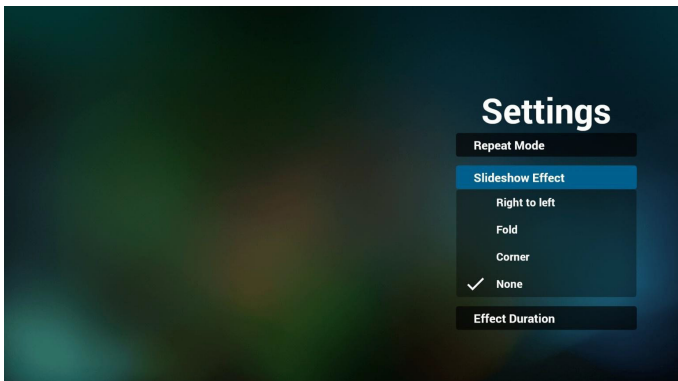 Settings
Repeat Mode
Slideshow Effect
Right to left
Fold
Corner
None
Effect Duration